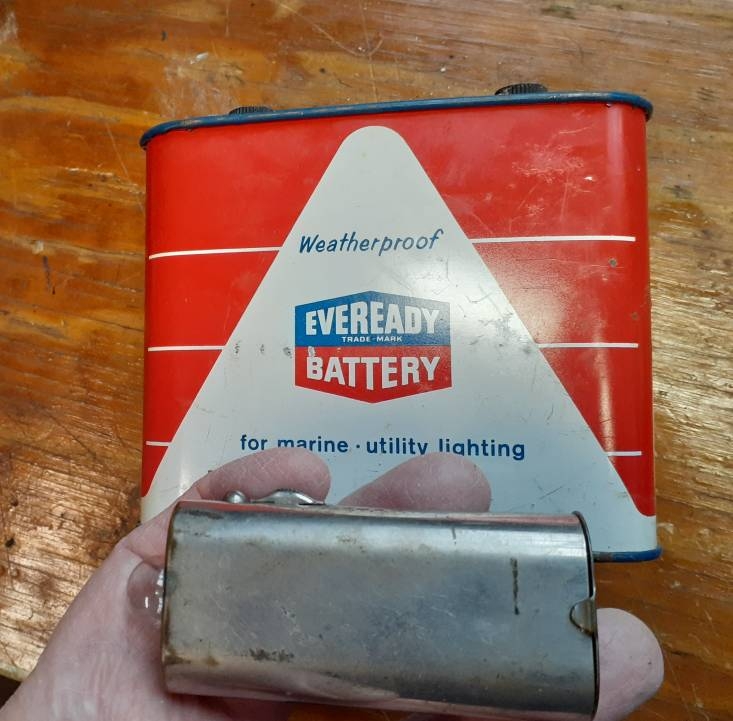 Weatherproof
EVEREADY
TRADE-MARK
BATTERY
for marine · utility lighting